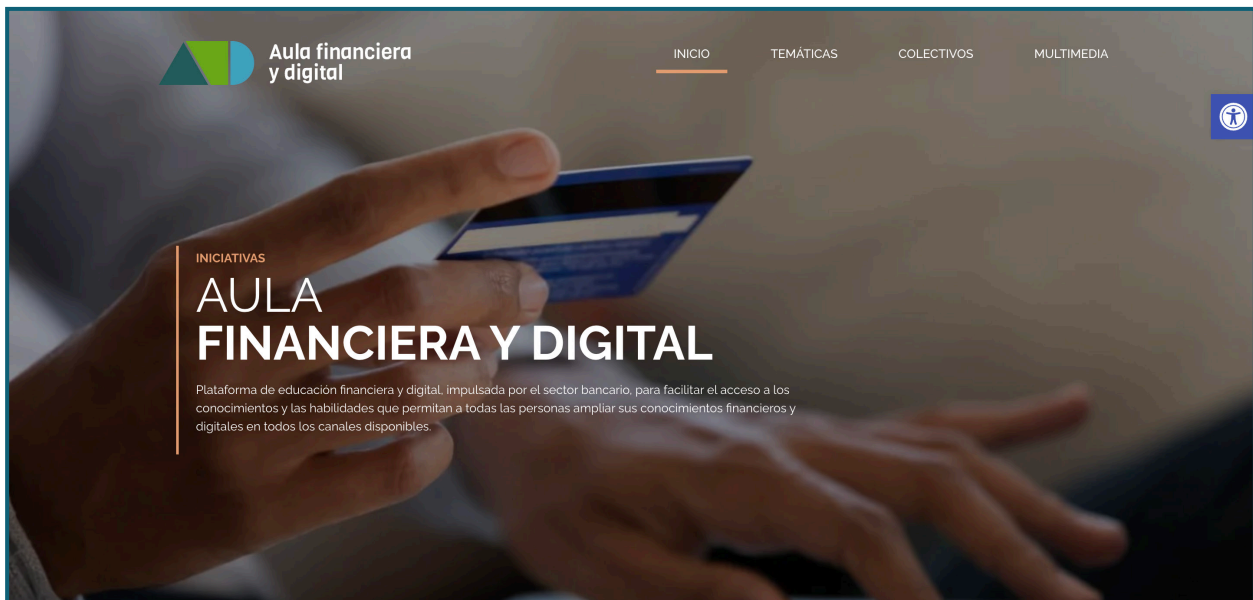 Aula financiera
y digital
INICIO
TEMÁTICAS
COLECTIVOS
MULTIMEDIA
INICIATIVAS
AULA
FINANCIERA Y DIGITAL
Plataforma de educación financiera y digital, impulsada por el sector bancario, para facilitar el acceso a los
conocimientos y las habilidades que permitan a todas las personas ampliar sus conocimientos financieros y
digitales en todos los canales disponibles.